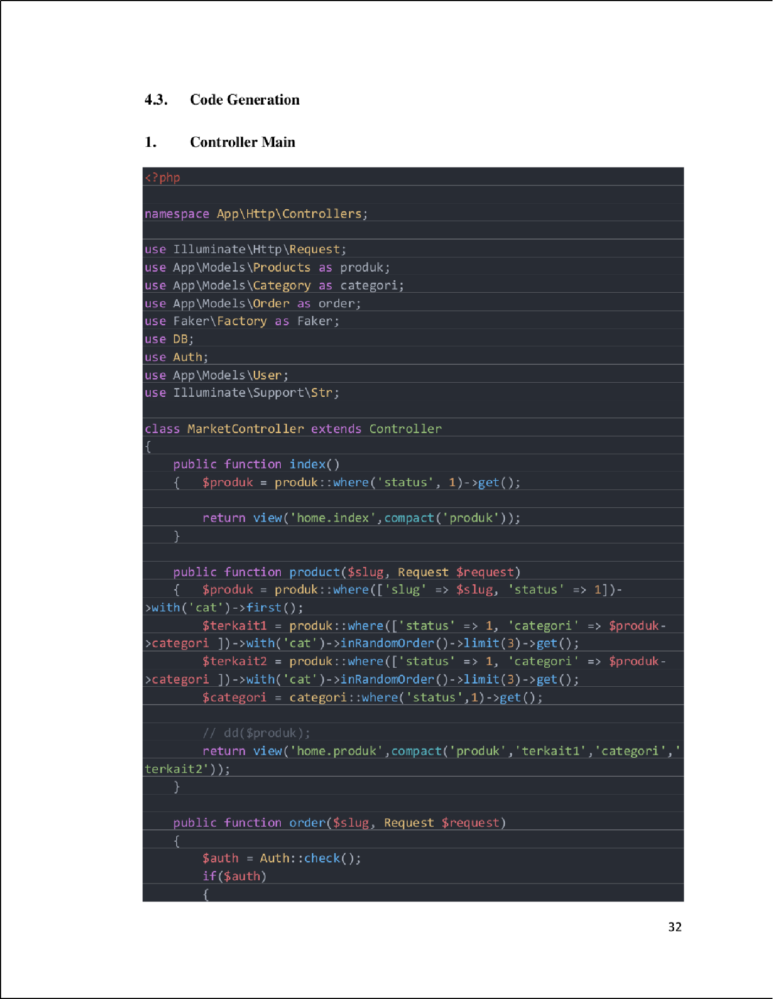 4.3. Code Generation
1. Controller Main
<?php
namespace App\Http\Controllers;
use Illuminate\Http\Request;
use App\Models\Products as produk;
use App\Models\Category as categori;
use App\Models\Order as order;
use Faker\Factory as Faker;
use DB;
use Auth;
use App\Models\User;
use Illuminate\Support\Str;
class MarketController extends Controller
{
    public function index()
    {   $produk = produk::where('status', 1)->get();
        return view('home.index',compact('produk'));
    }
    public function product($slug, Request $request)
    {   $produk = produk::where(['slug' => $slug, 'status' => 1])-
>with('cat')->first();
        $terkait1 = produk::where(['status' => 1, 'categori' => $produk-
>categori ])->with('cat')->inRandomOrder()->limit(3)->get();
        $terkait2 = produk::where(['status' => 1, 'categori' => $produk-
>categori ])->with('cat')->inRandomOrder()->limit(3)->get();
        $categori = categori::where('status',1)->get();
        // dd($produk);
        return view('home.produk',compact('produk','terkait1','categori','
terkait2'));
    }
    public function order($slug, Request $request)
    {
        $auth = Auth::check();
        if($auth)
        {
32